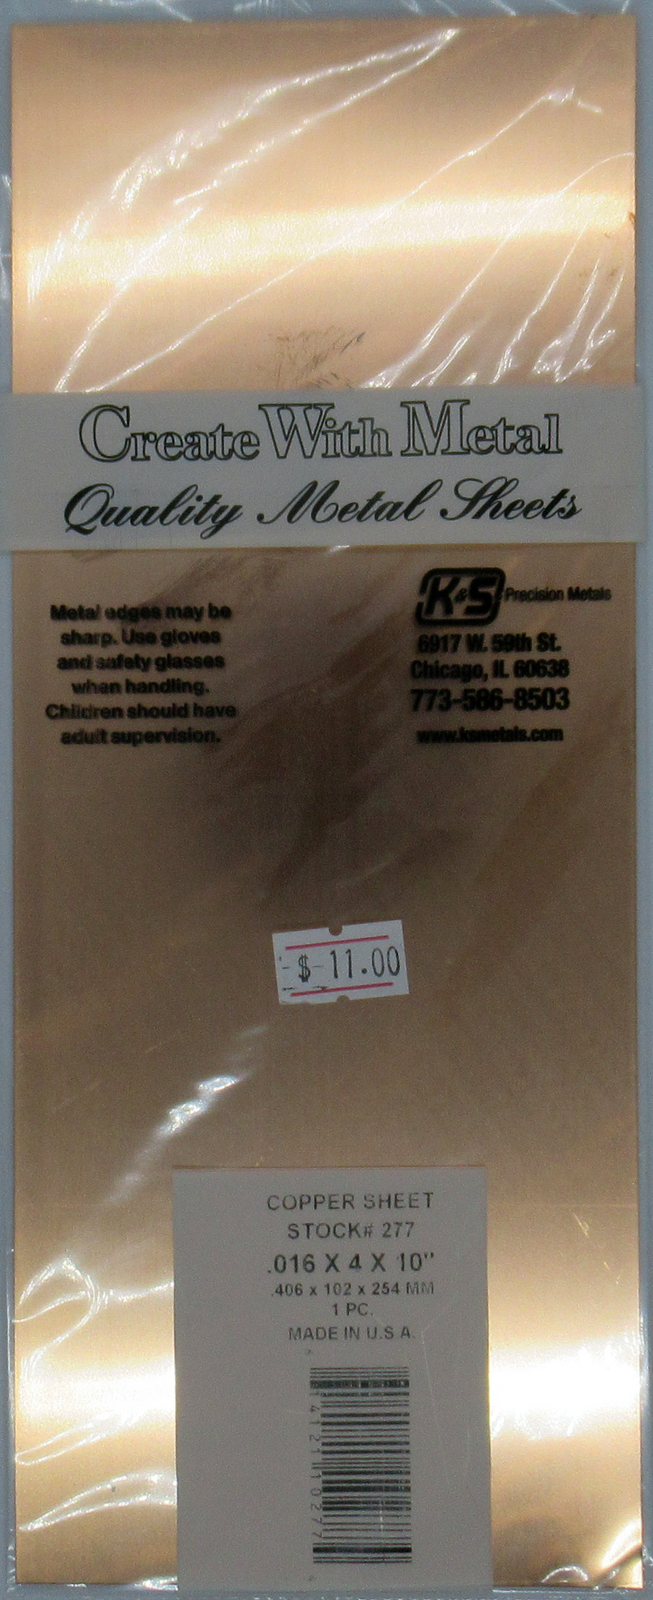 Create With Metal
Quality Metal Sheets
Metal edges may be
sharp. Use gloves
and safety glasses
when handling.
Children should have
adult supervision.
K&S Precision Metals
6917 W. 59th St.
Chicago, IL 60638
773-586-8503
www.ksmetals.com
$ 11.00
COPPER SHEET
STOCK# 277
.016 X 4 X 10"
.406 x 102 x 254 MM
1 PC.
MADE IN U.S.A.
14121 10277